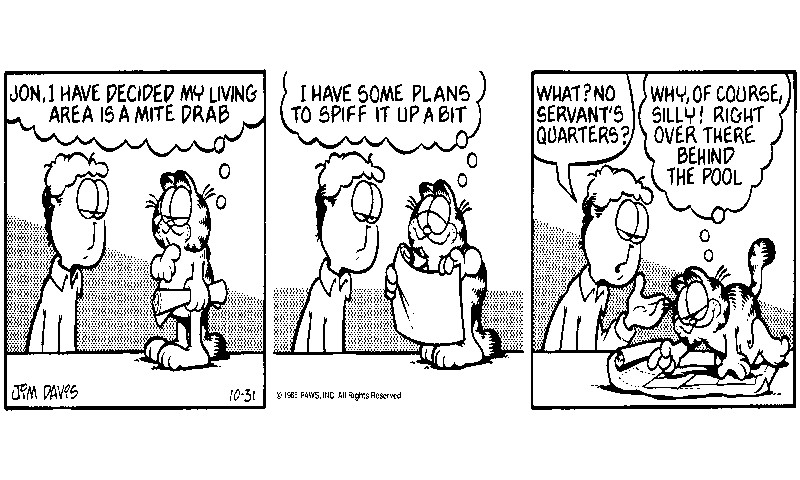 JON, I HAVE DECIDED MY LIVING
AREA IS A MITE DRAB
JIM DAVIS
10-31
I HAVE SOME PLANS
TO SPIFF IT UP A BIT
© 1985 PAWS, INC. All Rights Reserved
WHAT? NO
SERVANT'S
QUARTERS?
WHY, OF COURSE,
SILLY! RIGHT
OVER THERE
BEHIND
THE POOL